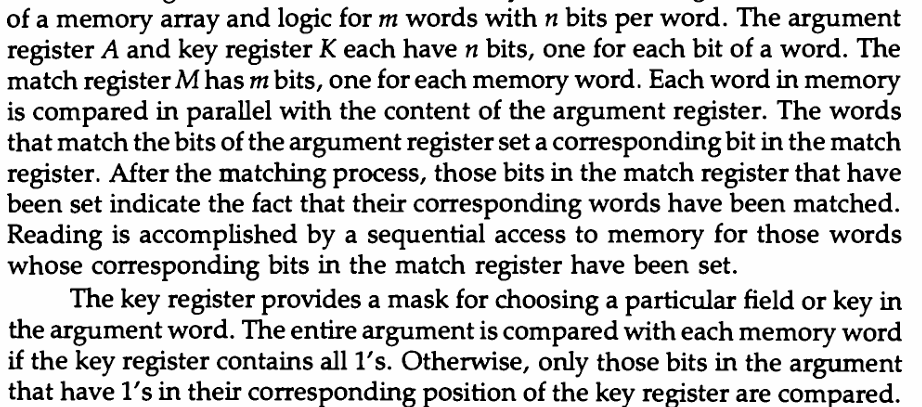 of a memory array and logic for m words with n bits per word. The argument
register A and key register K each have n bits, one for each bit of a word. The
match register M has m bits, one for each memory word. Each word in memory
is compared in parallel with the content of the argument register. The words
that match the bits of the argument register set a corresponding bit in the match
register. After the matching process, those bits in the match register that have
been set indicate the fact that their corresponding words have been matched.
Reading is accomplished by a sequential access to memory for those words
whose corresponding bits in the match register have been set.
The key register provides a mask for choosing a particular field or key in
the argument word. The entire argument is compared with each memory word
if the key register contains all 1's. Otherwise, only those bits in the argument
that have 1's in their corresponding position of the key register are compared.